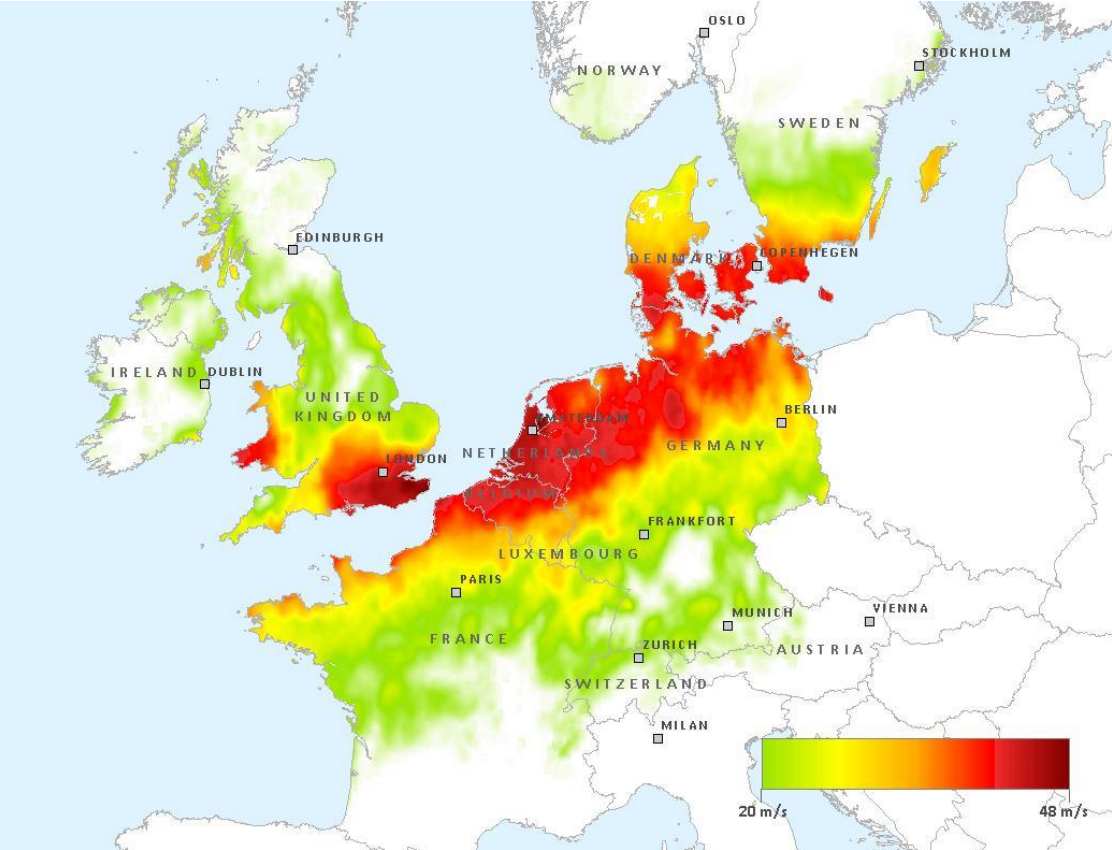 OSLO
STOCKHOLM
NORWAY
SWEDEN
EDINBURGH
DENMARK
COPENHEGEN
IRELAND
DUBLIN
UNITED
KINGDOM
BERLIN
AMSTERDAM
GERMANY
NETHERLANDS
LONDON
BELGIUM
FRANKFORT
LUXEMBOURG
PARIS
MUNICH
VIENNA
FRANCE
ZURICH
AUSTRIA
SWITZERLAND
MILAN
20 m/s
48 m/s